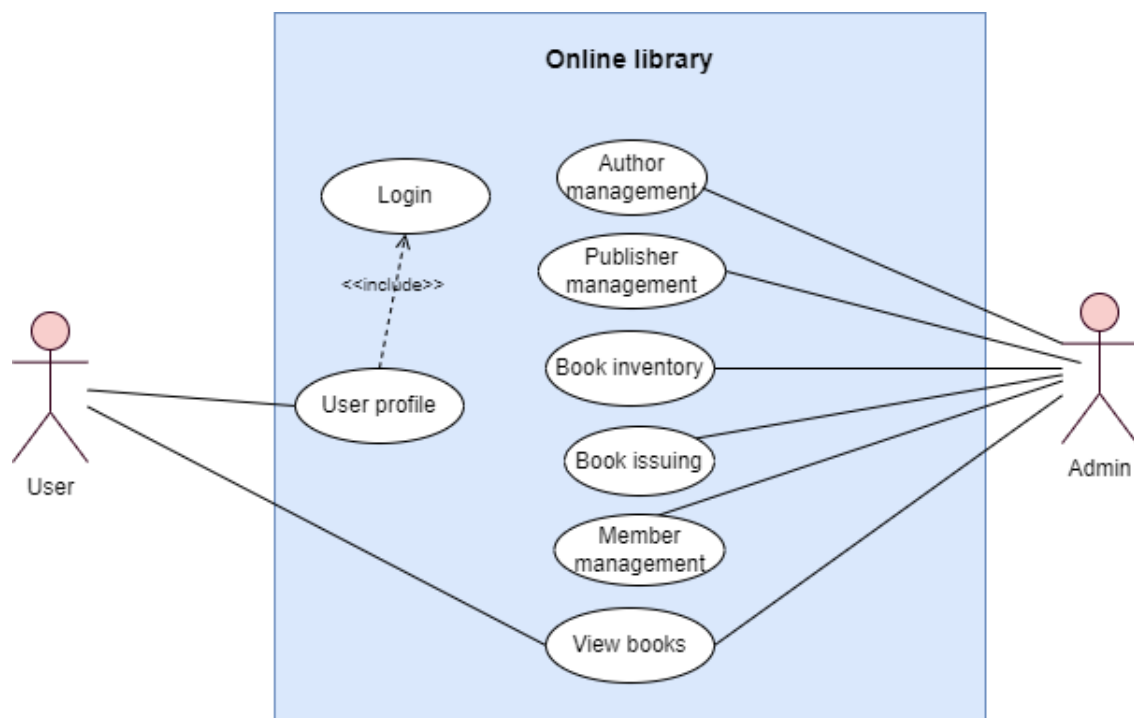 Online library
Login
Author
management
<<include>>
Publisher
management
Book inventory
User profile
User
Book issuing
Admin
Member
management
View books